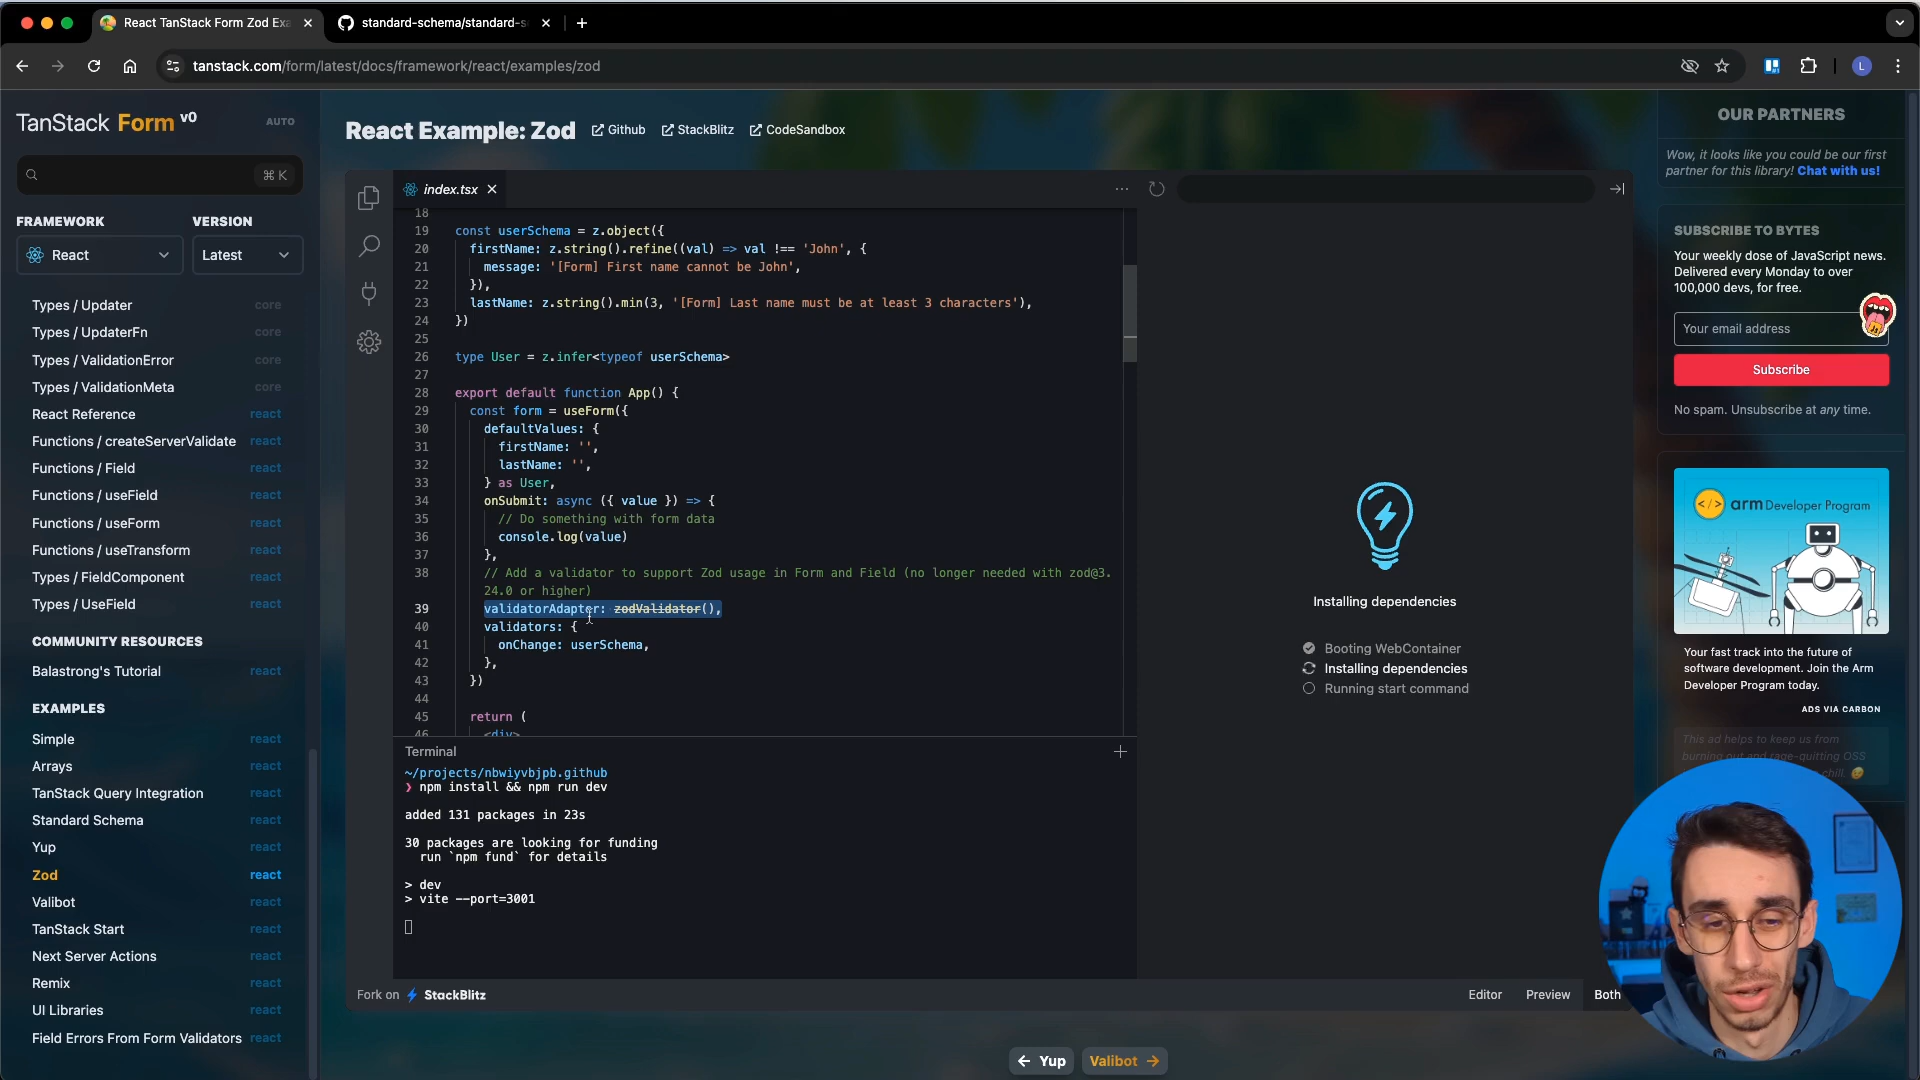 React TanStack Form Zod Exa
standard-schema/standard-s
tanstack.com/form/latest/docs/framework/react/examples/zod
L
TanStack Form v0
AUTO
⌘ K
FRAMEWORK
VERSION
React
Latest
Types / Updater core
Types / UpdaterFn core
Types / ValidationError core
Types / ValidationMeta core
React Reference react
Functions / createServerValidate react
Functions / Field react
Functions / useField react
Functions / useForm react
Functions / useTransform react
Types / FieldComponent react
Types / UseField react
COMMUNITY RESOURCES
Balastrong's Tutorial react
EXAMPLES
Simple react
Arrays react
TanStack Query Integration react
Standard Schema react
Yup react
Zod react
Valibot react
TanStack Start react
Next Server Actions react
Remix react
UI Libraries react
Field Errors From Form Validators react
React Example: Zod
Github
StackBlitz
CodeSandbox
index.tsx
18
19 const userSchema = z.object({
20 firstName: z.string().refine((val) => val !== 'John', {
21 message: '[Form] First name cannot be John',
22 }),
23 lastName: z.string().min(3, '[Form] Last name must be at least 3 characters'),
24 })
25
26 type User = z.infer<typeof userSchema>
27
28 export default function App() {
29 const form = useForm({
30 defaultValues: {
31 firstName: '',
32 lastName: '',
33 } as User,
34 onSubmit: async ({ value }) => {
35 // Do something with form data
36 console.log(value)
37 },
38 // Add a validator to support Zod usage in Form and Field (no longer needed with zod@3.
24.0 or higher)
39 validatorAdapter: zodValidator(),
40 validators: {
41 onChange: userSchema,
42 },
43 })
44
45 return (
46 <div>
Terminal
~/projects/nbwiyvbjpb.github
❯ npm install && npm run dev
added 131 packages in 23s
30 packages are looking for funding
run `npm fund` for details
> dev
> vite --port=3001
Installing dependencies
Booting WebContainer
Installing dependencies
Running start command
Fork on StackBlitz
Editor
Preview
Both
← Yup
Valibot →
OUR PARTNERS
Wow, it looks like you could be our first
partner for this library! Chat with us!
SUBSCRIBE TO BYTES
Your weekly dose of JavaScript news.
Delivered every Monday to over
100,000 devs, for free.
Your email address
Subscribe
No spam. Unsubscribe at any time.
</> arm Developer Program
Your fast track into the future of
software development. Join the Arm
Developer Program today.
ADS VIA CARBON
This ad helps to keep us from
burning out and rage-quitting OSS
chill.